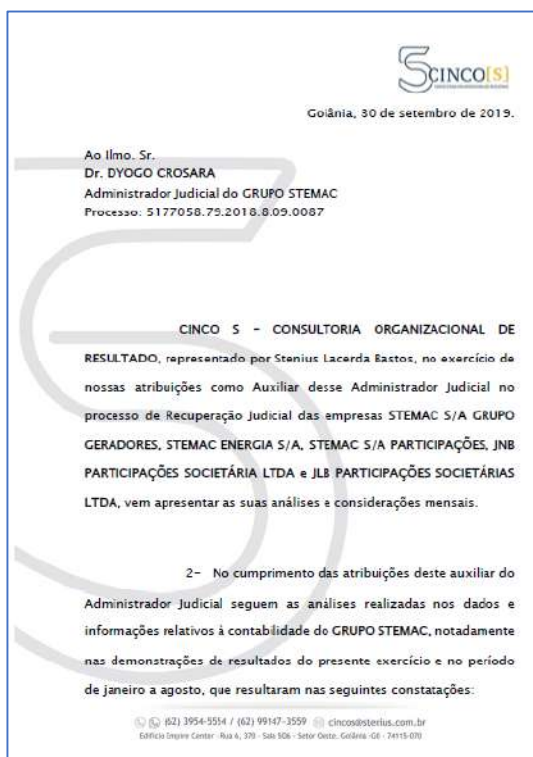 CINCO[S]
Goiânia, 30 de setembro de 2019.
Ao Ilmo. Sr.
Dr. DYOGO CROSARA
Administrador Judicial do GRUPO STEMAC
Processo: 5177058.79.2018.8.09.0087
CINCO S – CONSULTORIA ORGANIZACIONAL DE
RESULTADO, representado por Stenius Lacerda Bastos, no exercício de
nossas atribuições como Auxiliar desse Administrador Judicial no
processo de Recuperação Judicial das empresas STEMAC S/A GRUPO
GERADORES, STEMAC ENERGIA S/A, STEMAC S/A PARTICIPAÇÕES, JNB
PARTICIPAÇÕES SOCIETÁRIA LTDA e JLB PARTICIPAÇÕES SOCIETÁRIAS
LTDA, vem apresentar as suas análises e considerações mensais.
2– No cumprimento das atribuições deste auxiliar do
Administrador Judicial seguem as análises realizadas nos dados e
informações relativos à contabilidade do GRUPO STEMAC, notadamente
nas demonstrações de resultados do presente exercício e no período
de janeiro a agosto, que resultaram nas seguintes constatações:
(62) 3954-5554 / (62) 99147-3559 cincos@sterius.com.br
Edifício Empire Center - Rua 6, 370 - Sala 506 - Setor Oeste, Goiânia -GO - 74115-070